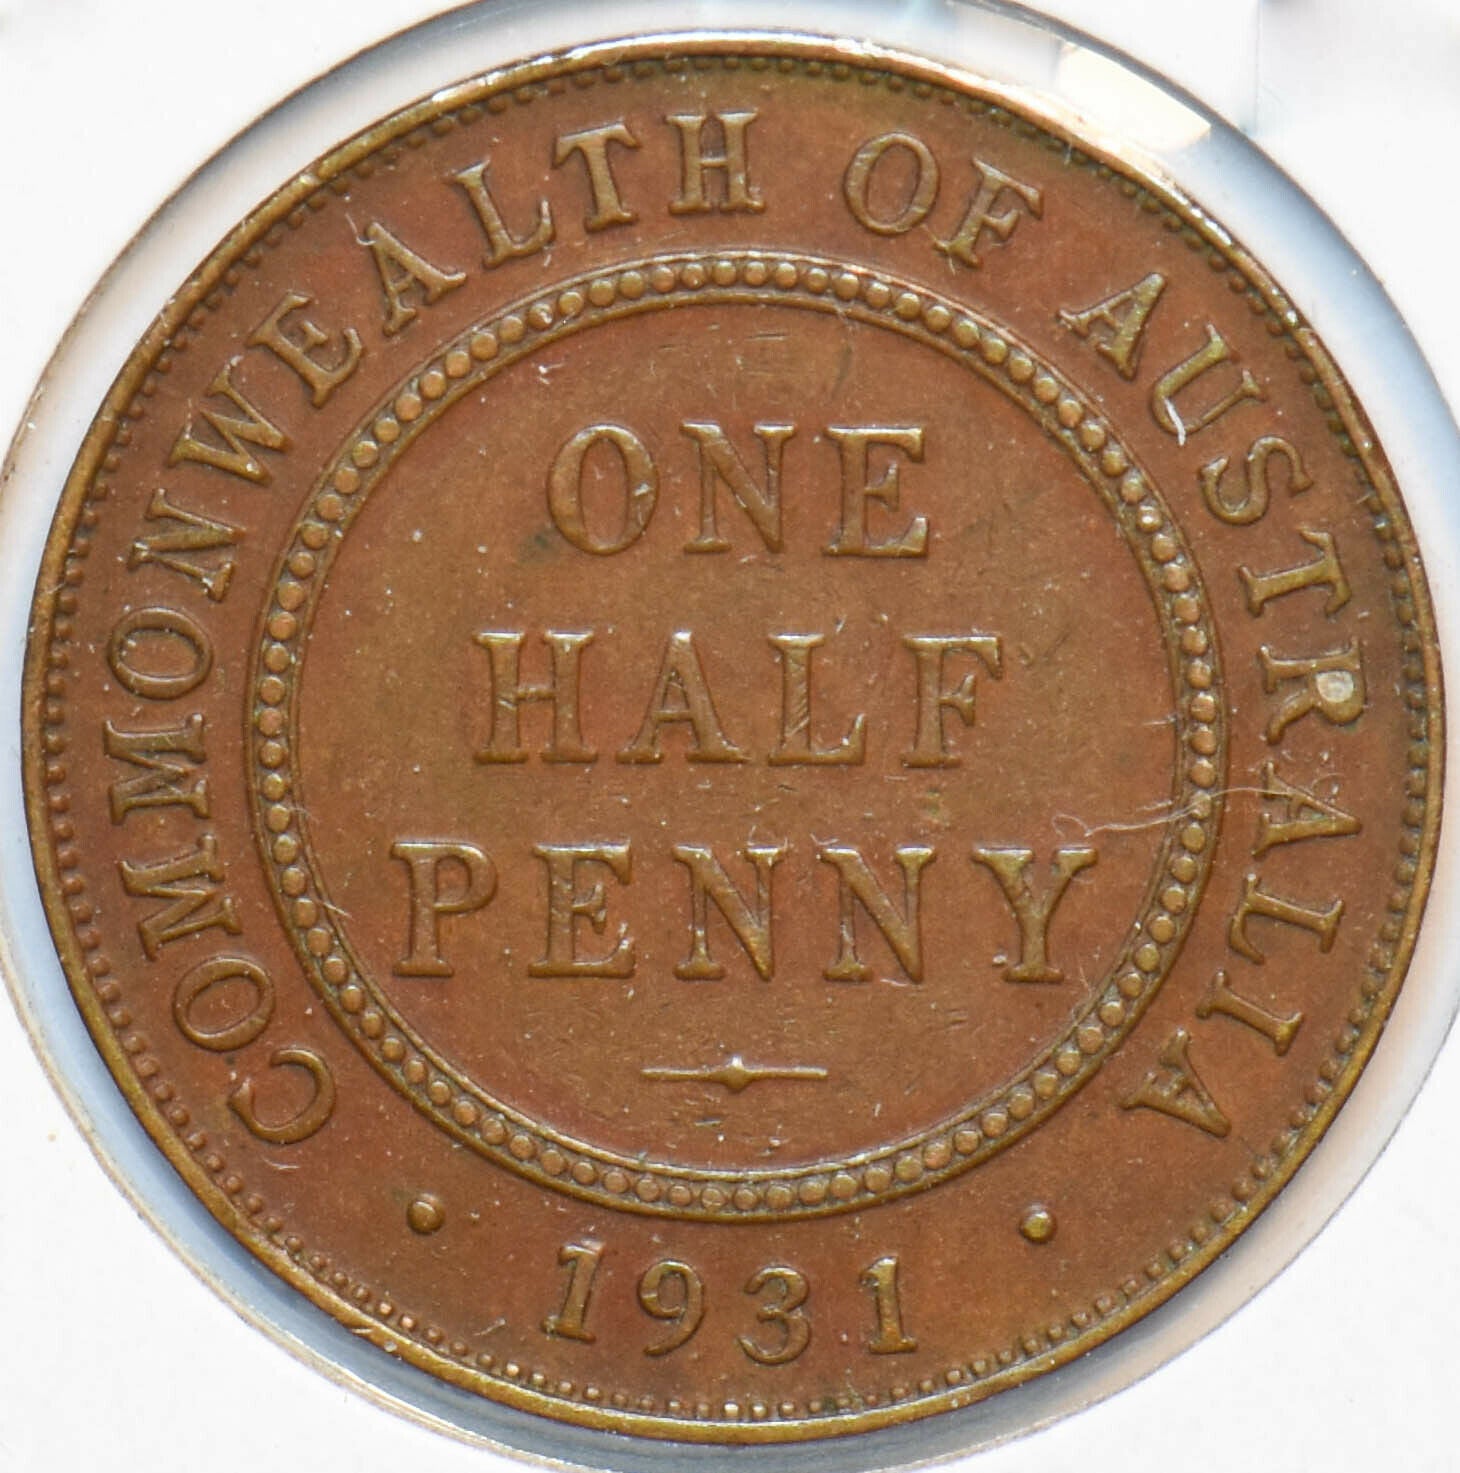 COMMONWEALTH OF AUSTRALIA
ONE
HALF
PENNY
· 1931 ·